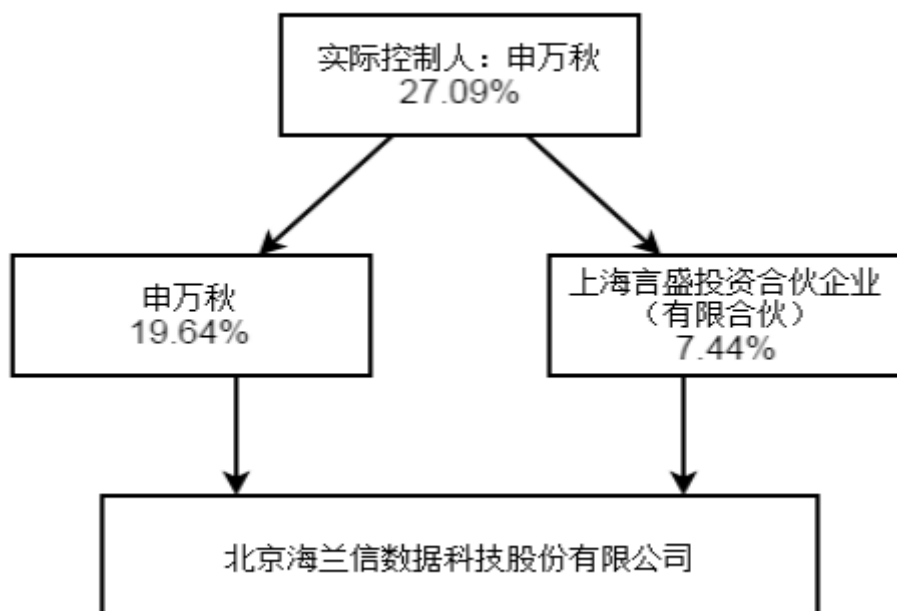 实际控制人：申万秋
27.09%
申万秋
19.64%
上海言盛投资合伙企业
（有限合伙）
7.44%
北京海兰信数据科技股份有限公司